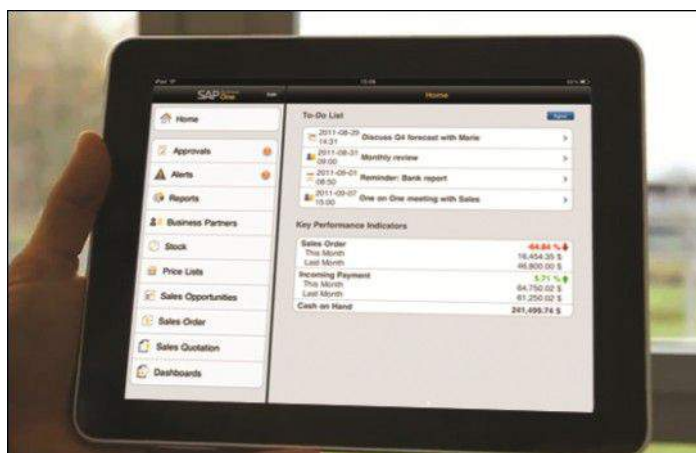 iPad
SAP Business One
Edit
Home
Home
Approvals
Alerts
Reports
Business Partners
Stock
Price Lists
Sales Opportunities
Sales Order
Sales Quotation
Dashboards
To-Do List
2011-08-29
14:31
Discuss Q4 forecast with Marie
2011-08-31
09:00
Monthly review
2011-09-01
08:50
Reminder: Bank report
2011-09-07
15:00
One on One meeting with Sales
Key Performance Indicators
Sales Order -64.84 %
This Month 16,454.35 $
Last Month 46,800.00 $
Incoming Payment 5.71 %
This Month 64,750.02 $
Last Month 61,250.02 $
Cash on Hand 241,499.74 $